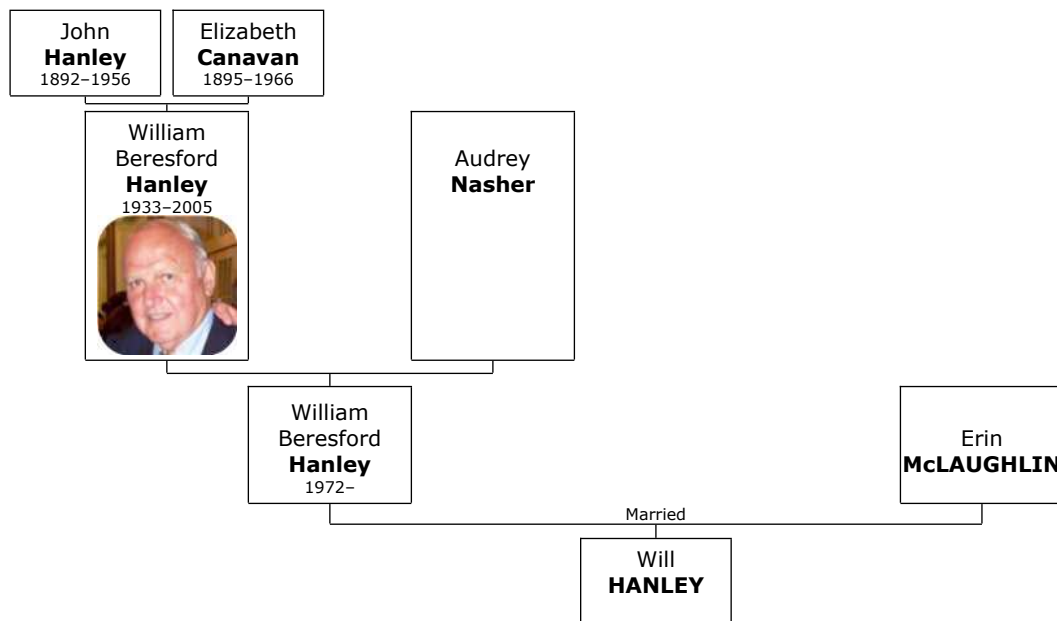 John
Hanley
1892–1956
Elizabeth
Canavan
1895–1966
William
Beresford
Hanley
1933–2005
Audrey
Nasher
William
Beresford
Hanley
1972–
Erin
McLAUGHLIN
Married
Will
HANLEY